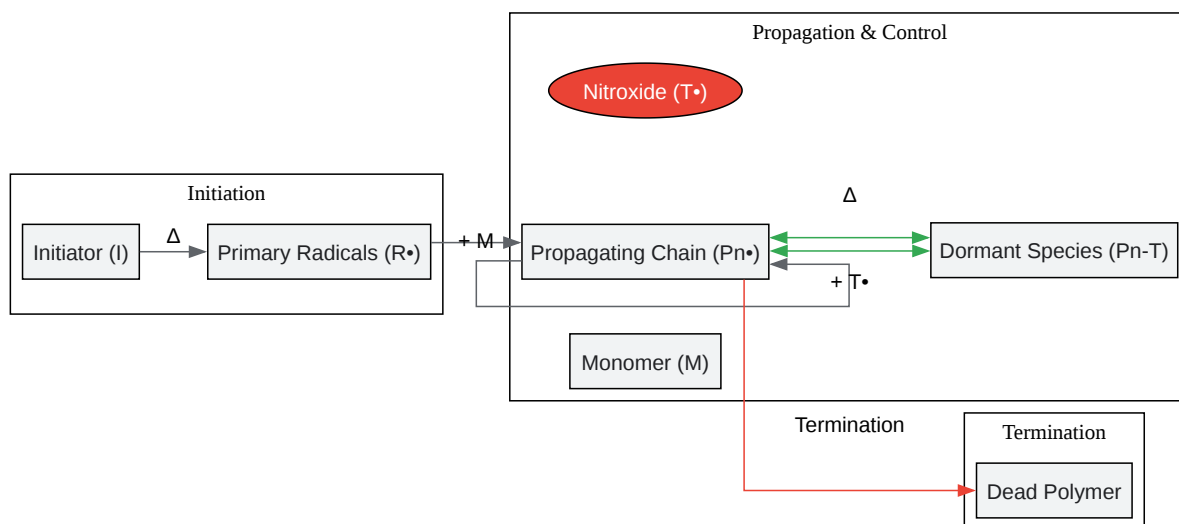 Propagation & Control
Nitroxide (T•)
Initiation
Initiator (I)
Δ
Primary Radicals (R•)
+ M
Propagating Chain (Pn•)
Δ
+ T•
Dormant Species (Pn-T)
Monomer (M)
Termination
Termination
Dead Polymer